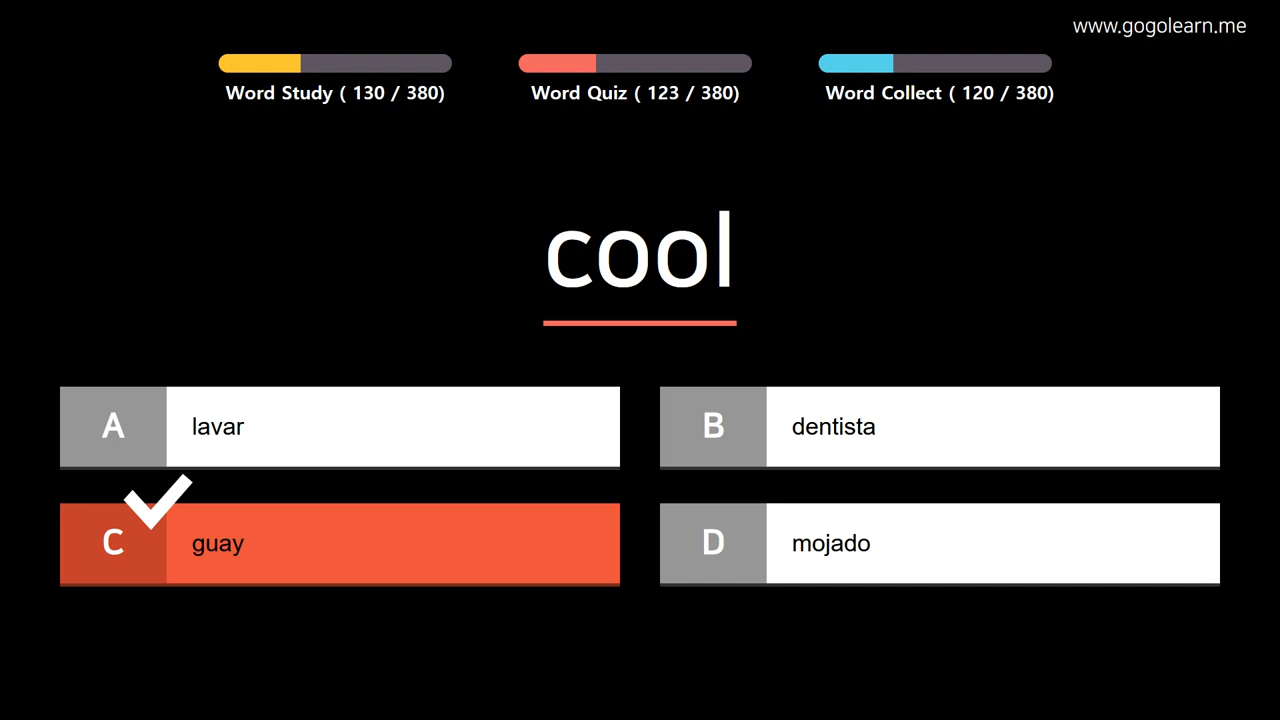 www.gogolearn.me
Word Study ( 130 / 380)
Word Quiz ( 123 / 380)
Word Collect ( 120 / 380)
cool
A lavar
B dentista
C guay
D mojado